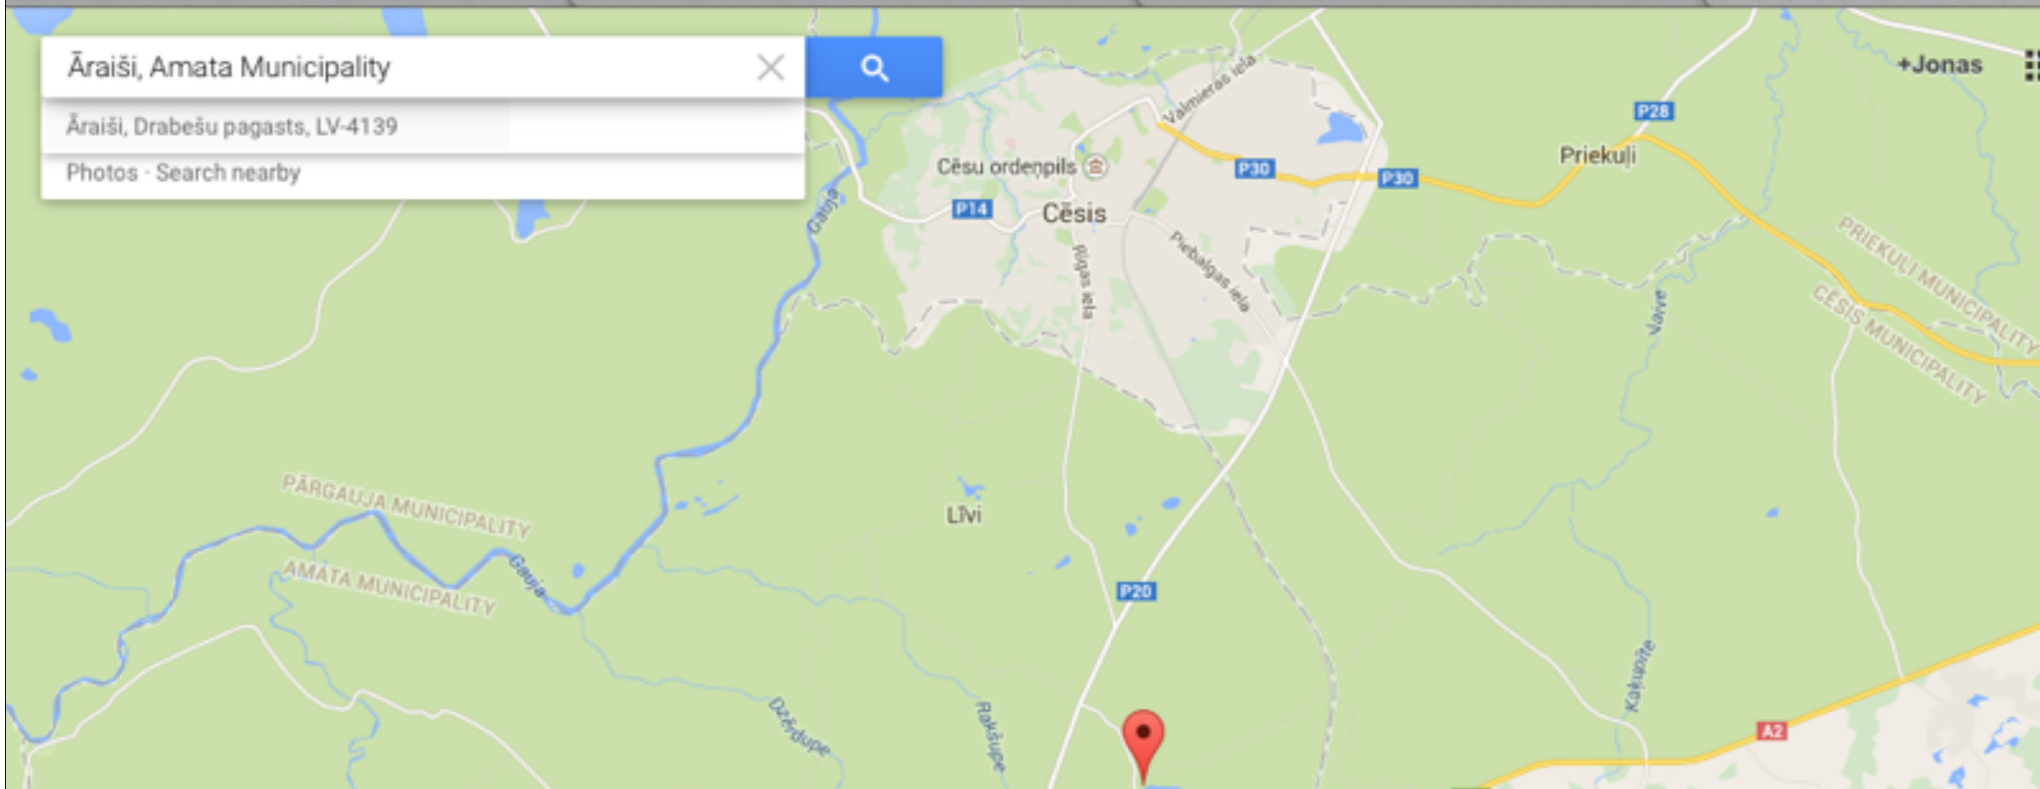 Āraiši, Amata Municipality
+Jonas
Āraiši, Drabešu pagasts, LV-4139
Photos · Search nearby
Valmieras iela
P28
Priekuļi
Cēsu ordeņpils
P30
P30
P14
Cēsis
Gauja
Rīgas iela
Piebalgas iela
PRIEKULI MUNICIPALITY
CĒSIS MUNICIPALITY
Vaive
PĀRGAUJA MUNICIPALITY
AMATA MUNICIPALITY
Gauja
Līvi
P20
Dzērdupe
Rakšupe
Kaķupīte
A2